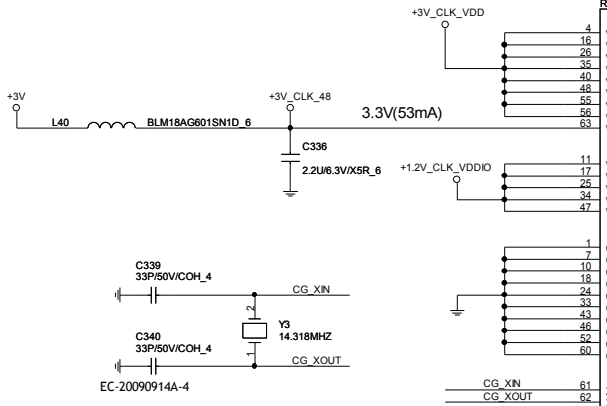 R
+3V_CLK_VDD
4
16
26
35
40
48
55
56
63
+3V
+3V_CLK_48
3.3V(53mA)
L40 BLM18AG601SN1D_6
C336
2.2U/6.3V/X5R_6
+1.2V_CLK_VDDIO
11
17
25
34
47
1
7
10
18
24
33
43
46
52
60
C339
33P/50V/COH_4
CG_XIN
2
Y3
14.318MHZ
1
C340
33P/50V/COH_4
CG_XOUT
EC-20090914A-4
CG_XIN 61
CG_XOUT 62